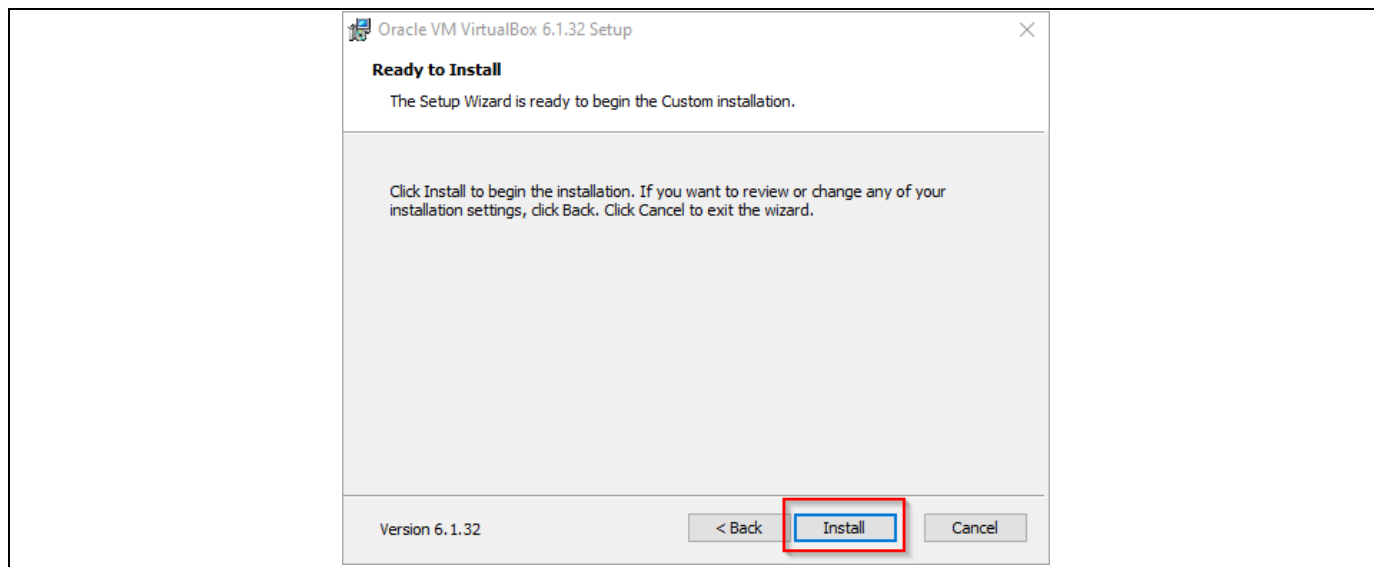 Oracle VM VirtualBox 6.1.32 Setup
Ready to Install
The Setup Wizard is ready to begin the Custom installation.
Click Install to begin the installation. If you want to review or change any of your
installation settings, click Back. Click Cancel to exit the wizard.
Version 6.1.32
< Back
Install
Cancel